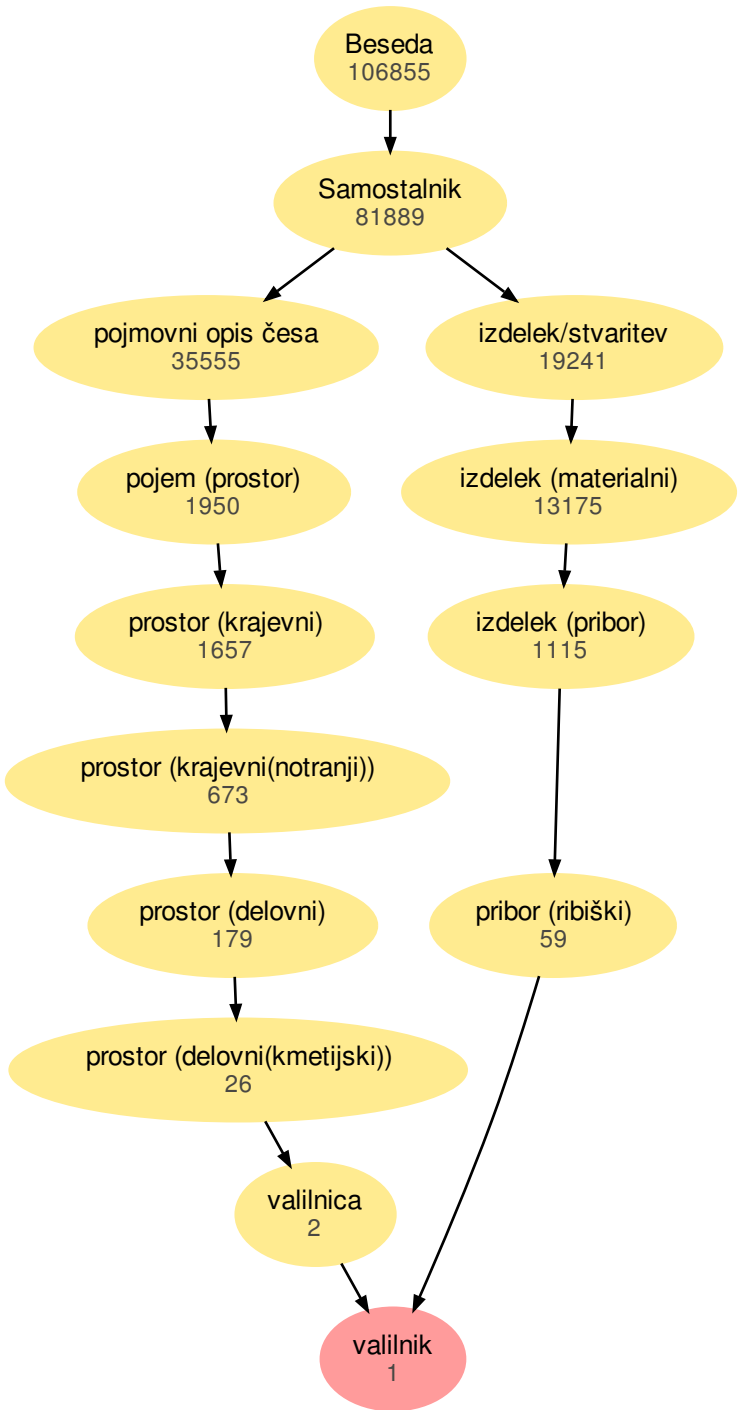 Beseda
106855
Samostalnik
81889
pojmovni opis česa
35555
izdelek/stvaritev
19241
pojem (prostor)
1950
izdelek (materialni)
13175
prostor (krajevni)
1657
izdelek (pribor)
1115
prostor (krajevni(notranji))
673
prostor (delovni)
179
pribor (ribiški)
59
prostor (delovni(kmetijski))
26
valilnica
2
valilnik
1